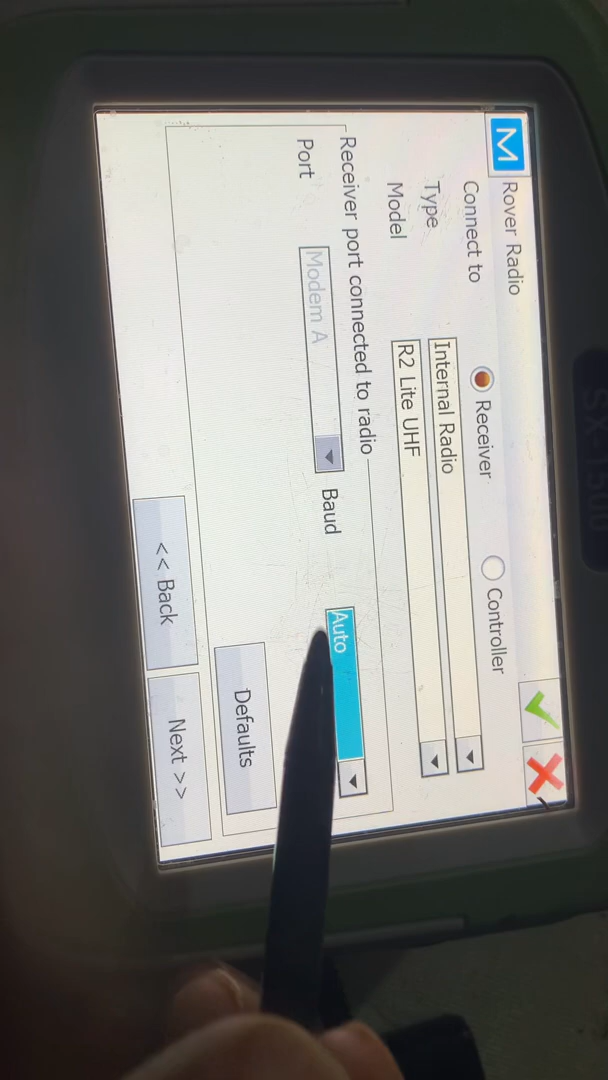 M Rover Radio
Connect to Receiver Controller
Type Internal Radio
Model R2 Lite UHF
Receiver port connected to radio
Port Modem A Baud Auto
Defaults
<< Back Next >>